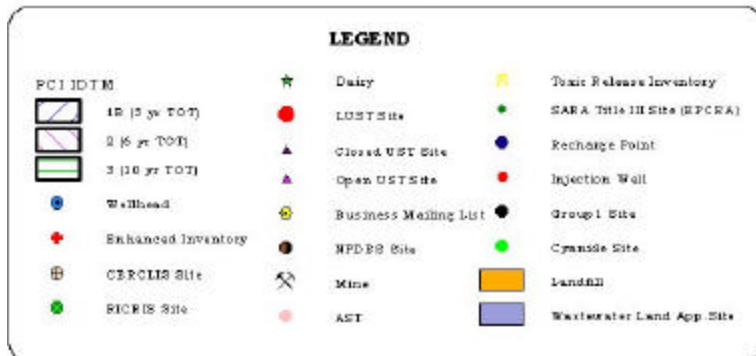 LEGEND
PCI IDTM
1B (3 yr TOT)
2 (6 yr TOT)
3 (10 yr TOT)
Wellhead
Enhanced Inventory
CERCLIS Site
RICRIS Site
Dairy
LUST Site
Closed UST Site
Open UST Site
Business Mailing List
NPDES Site
Mine
AST
Toxic Release Inventory
SARA Title III Site (EPCRA)
Recharge Point
Injection Well
Group 1 Site
Cyanide Site
Landfill
Wastewater Land App. Site